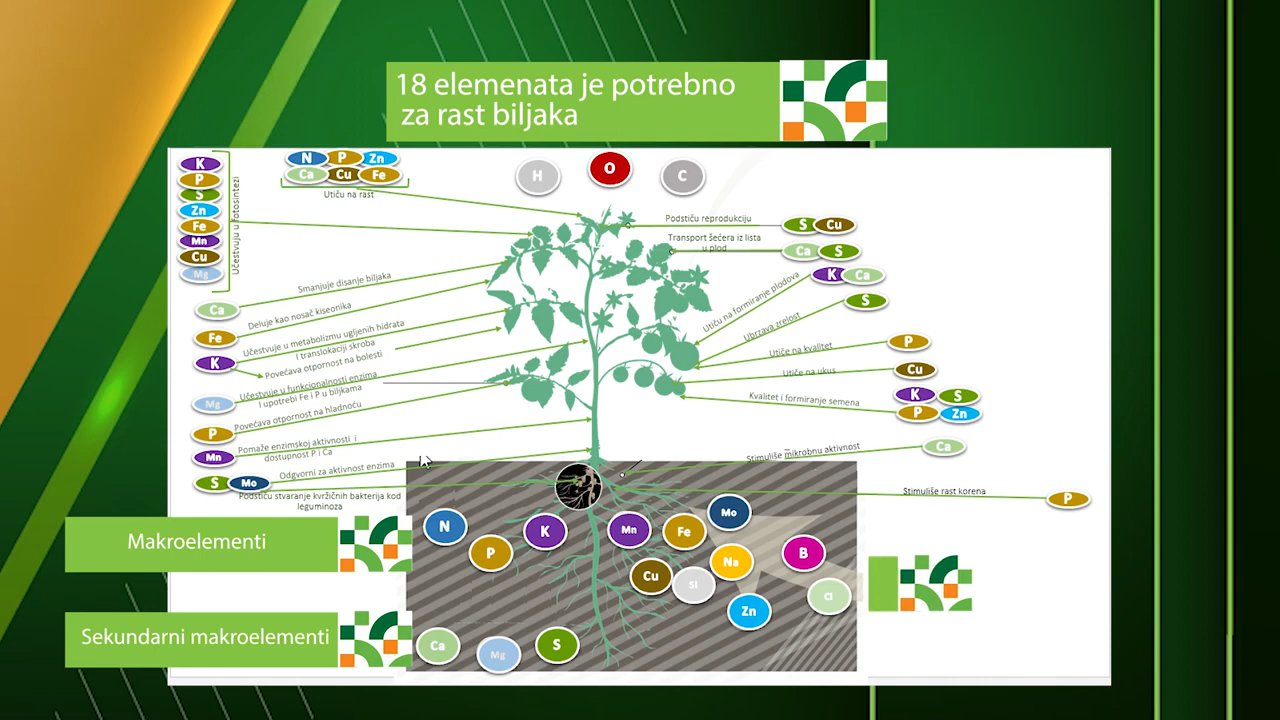 18 elemenata je potrebno
za rast biljaka
K
P
S
Zn
Fe
Mn
Cu
Mg
Učestvuju u fotosintezi
N P Zn
Ca Cu Fe
Utiču na rast
H
O
C
Podstiču reprodukciju
S Cu
Transport šećera iz lista
u plod
Ca S
Utiču na formiranje plodova
K Ca
Ubrzava zrelost
S
Utiče na kvalitet
P
Utiče na ukus
Cu
Kvalitet i formiranje semena
K S
P Zn
Stimuliše mikrobnu aktivnost
Ca
Stimuliše rast korena
P
Ca
Smanjuje disanje biljaka
Fe
Deluje kao nosač kiseonika
K
Učestvuje u metabolizmu ugljenih hidrata
I translokaciji skroba
Povećava otpornost na bolesti
Mg
Učestvuje u funkcionalnosti enzima
I upotrebi Fe i P u biljkama
P
Povećava otpornost na hladnoću
Mn
Pomaže enzimskoj aktivnosti i
dostupnost P i Ca
S Mo
Odgvorni za aktivnost enzima
Podstiču stvaranje kvržičnih bakterija kod
leguminoza
Makroelementi
N
P
K
Mn
Fe
Mo
Cu
SI
Na
Zn
B
Cl
Sekundarni makroelementi
Ca
Mg
S